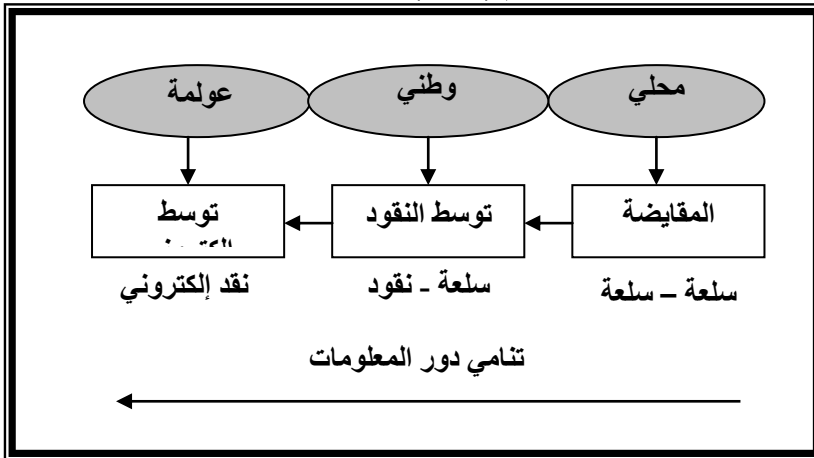 محلي
وطني
عولمة
المقايضة
توسط النقود
توسط
سلعة – سلعة
سلعة - نقود
نقد إلكتروني
تنامي دور المعلومات